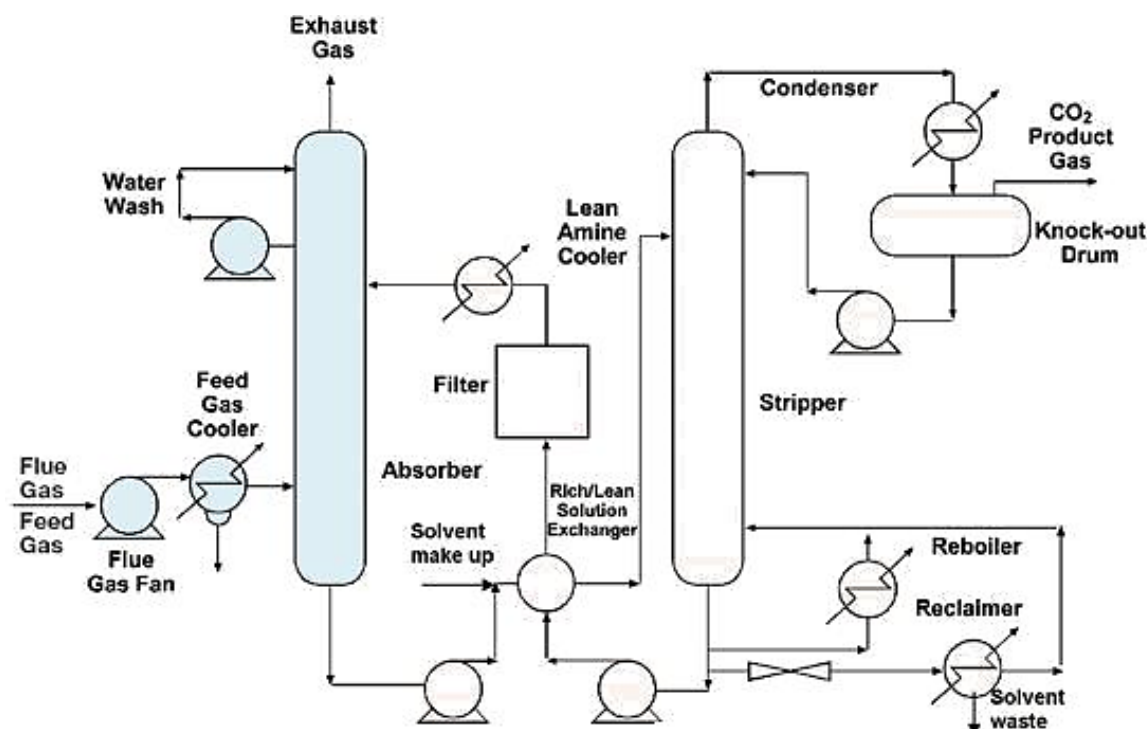 Exhaust
Gas
Condenser
CO₂
Product
Gas
Water
Wash
Lean
Amine
Cooler
Knock-out
Drum
Feed
Gas
Cooler
Filter
Stripper
Flue
Gas
Feed
Gas
Absorber
Rich/Lean
Solution
Exchanger
Solvent
make up
Flue
Gas Fan
Reboiler
Reclaimer
Solvent
waste